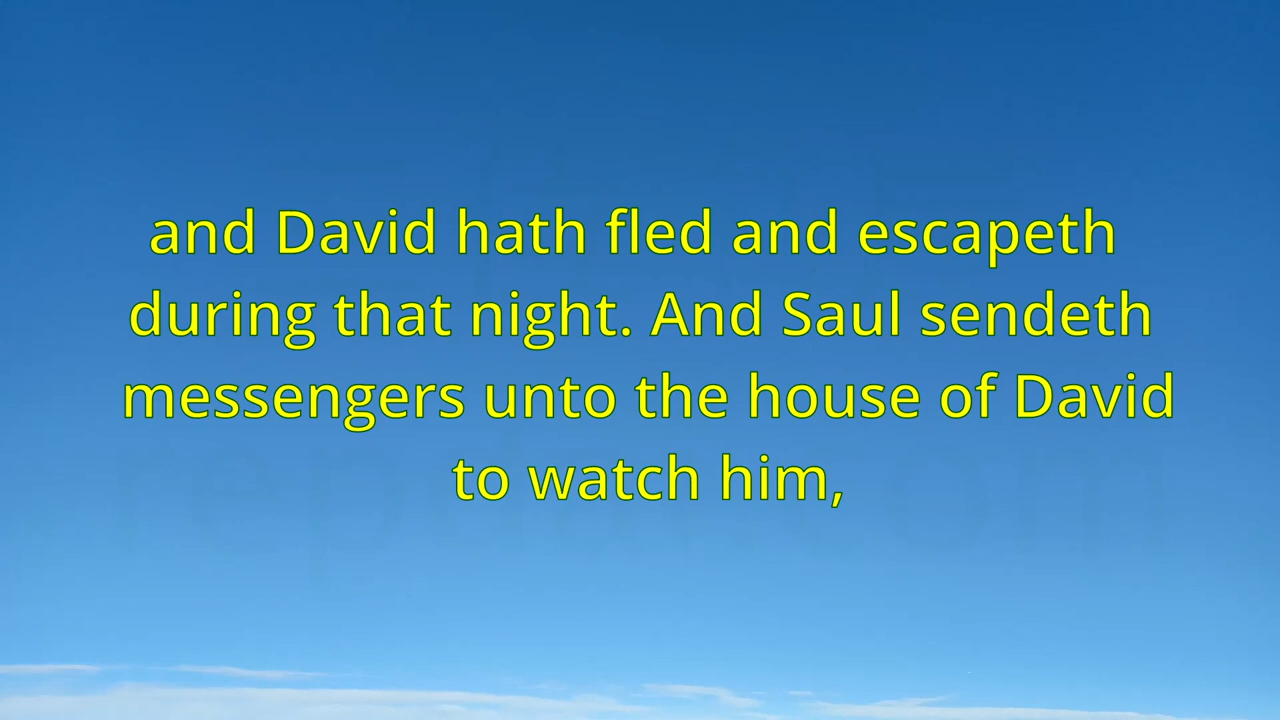 and David hath fled and escapeth
during that night. And Saul sendeth
messengers unto the house of David
to watch him,